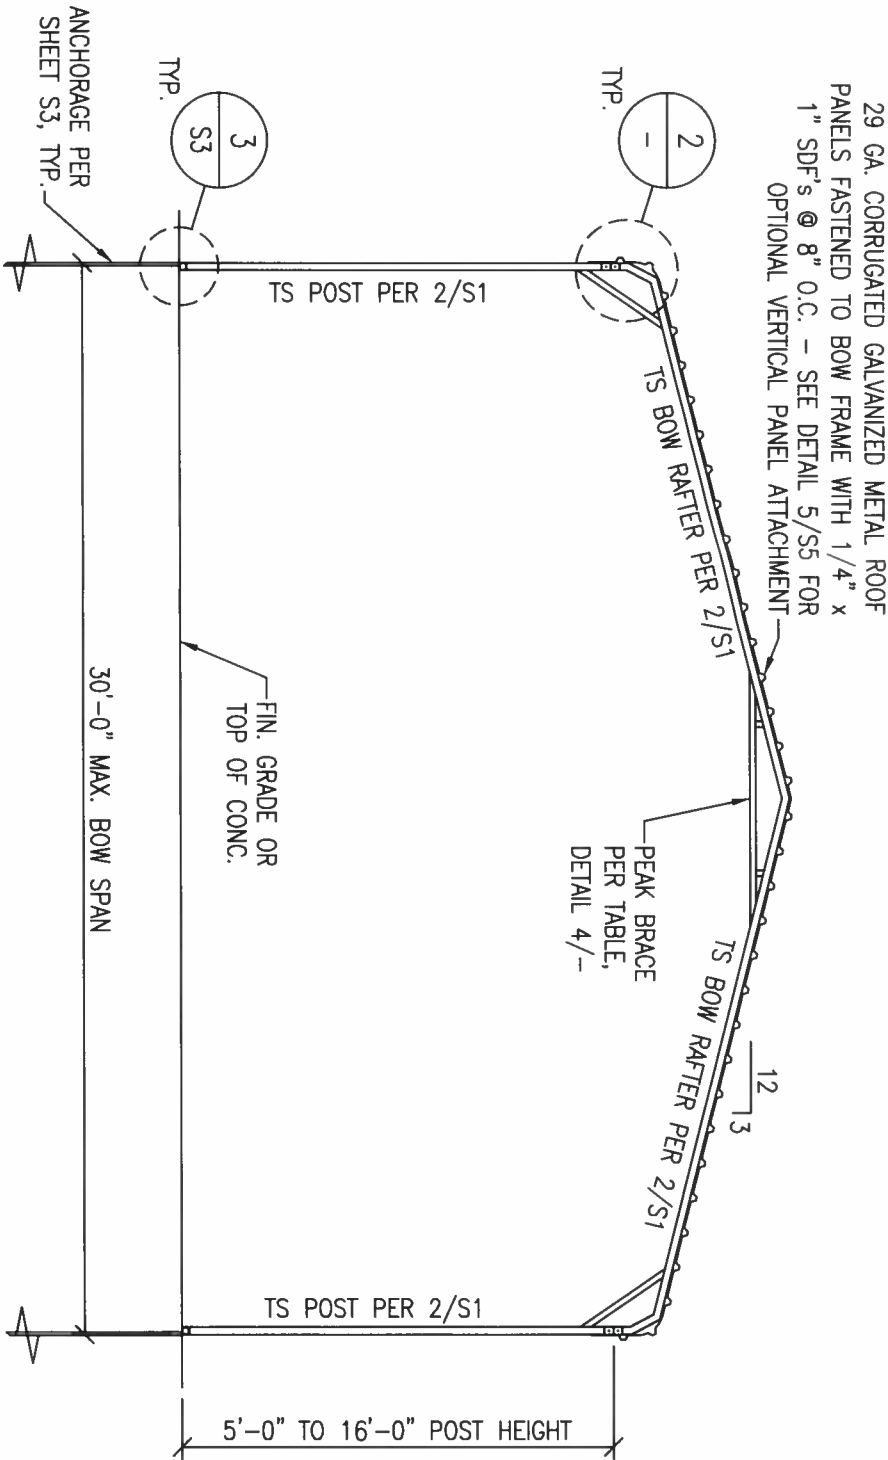 29 GA. CORRUGATED GALVANIZED METAL ROOF
PANELS FASTENED TO BOW FRAME WITH 1/4" x
1" SDF's @ 8" O.C. - SEE DETAIL 5/S5 FOR
OPTIONAL VERTICAL PANEL ATTACHMENT
2
-
TYP.
3
S3
TYP.
ANCHORAGE PER
SHEET S3, TYP.
TS POST PER 2/S1
TS BOW RAFTER PER 2/S1
PEAK BRACE
PER TABLE,
DETAIL 4/-
FIN. GRADE OR
TOP OF CONC.
30'-0" MAX. BOW SPAN
12
3
TS BOW RAFTER PER 2/S1
TS POST PER 2/S1
5'-0" TO 16'-0" POST HEIGHT